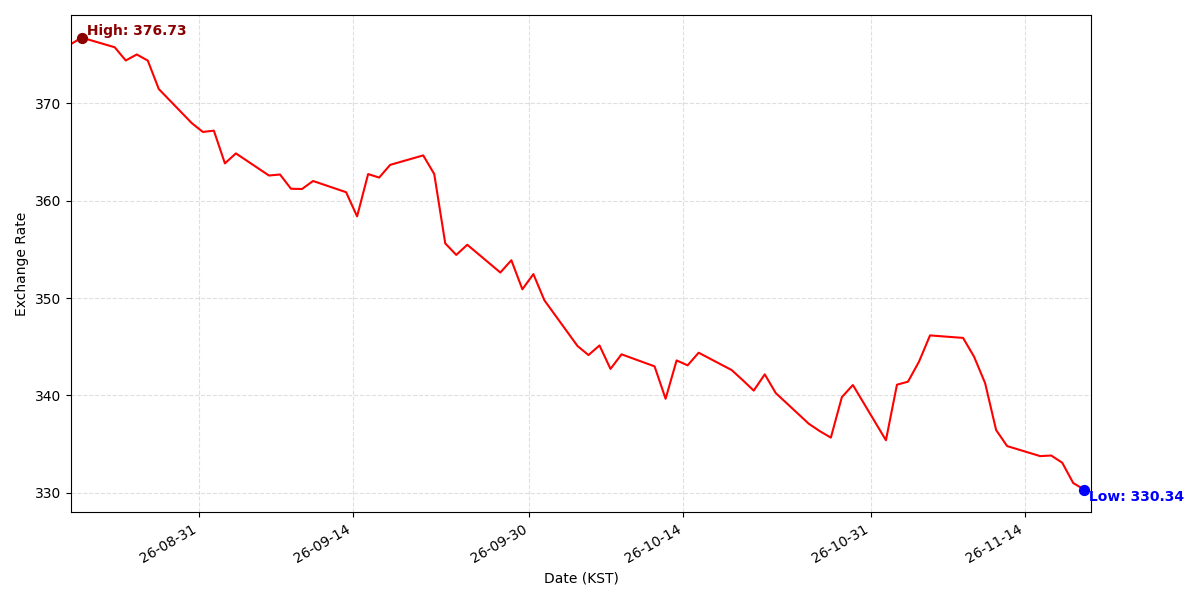 High: 376.73
370
360
350
340
330
Exchange Rate
Low: 330.34
26-08-31
26-09-14
26-09-30
26-10-14
26-10-31
26-11-14
Date (KST)